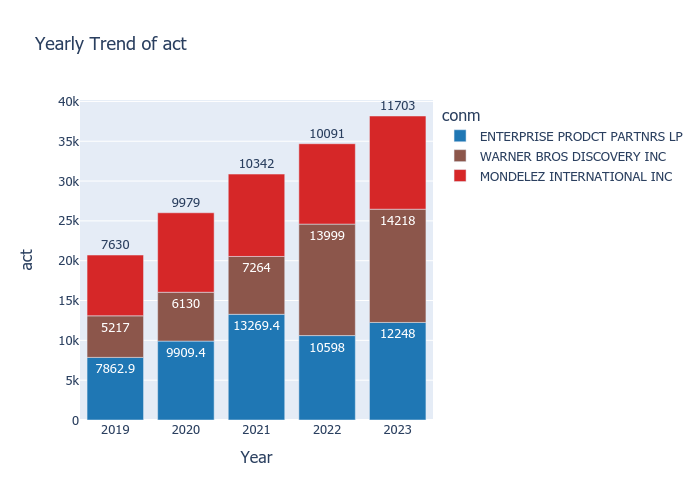 Yearly Trend of act
conm
ENTERPRISE PRODCT PARTNRS LP
WARNER BROS DISCOVERY INC
MONDELEZ INTERNATIONAL INC
act
40k
35k
30k
25k
20k
15k
10k
5k
0
7630
9979
10342
10091
11703
5217
6130
7264
13999
14218
7862.9
9909.4
13269.4
10598
12248
2019
2020
2021
2022
2023
Year